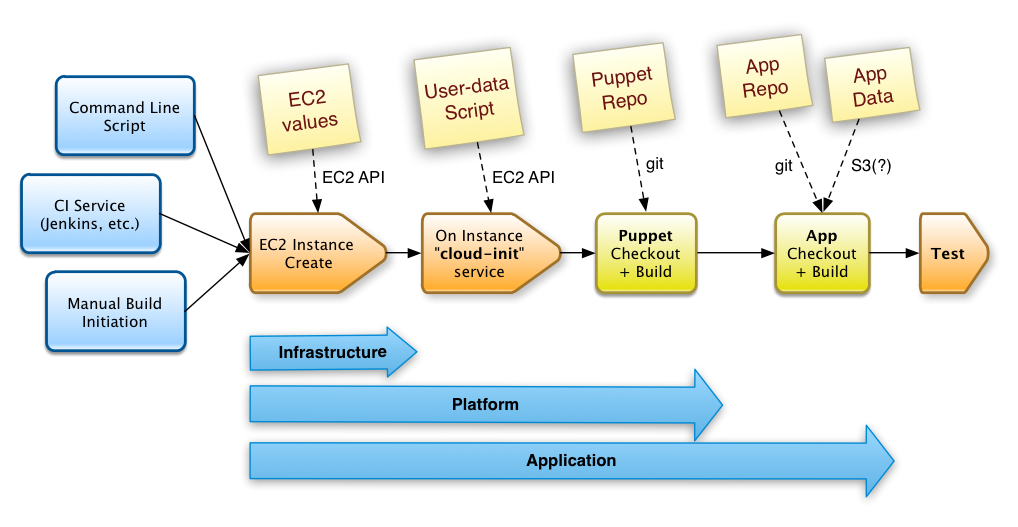 Command Line
Script
CI Service
(Jenkins, etc.)
Manual Build
Initiation
EC2
values
EC2 API
EC2 Instance
Create
User-data
Script
EC2 API
On Instance
"cloud-init"
service
Puppet
Repo
git
Puppet
Checkout
+ Build
App
Repo
git
App
Data
S3(?)
App
Checkout
+ Build
Test
Infrastructure
Platform
Application